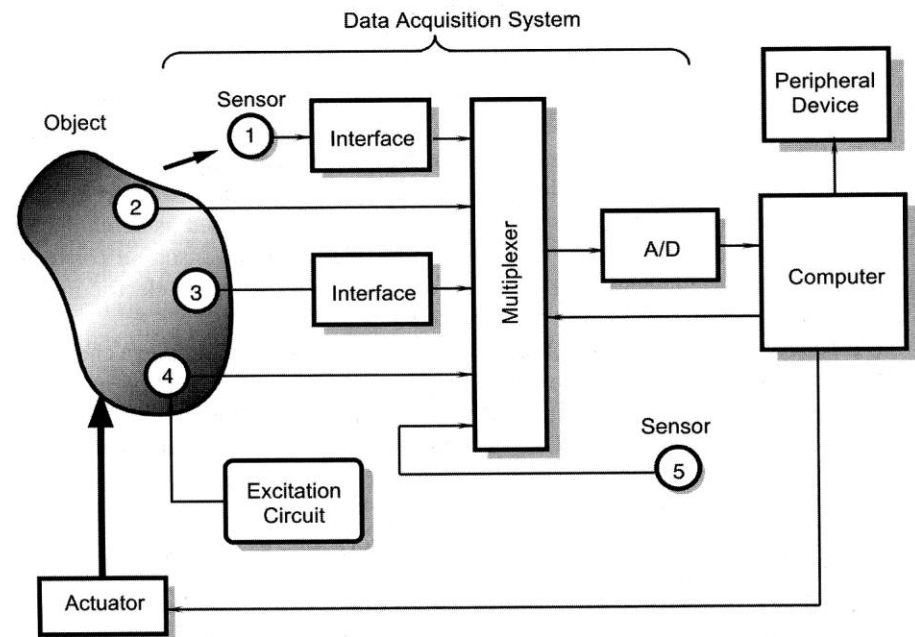 Data Acquisition System
Peripheral
Device
Sensor
Object
1
Interface
2
A/D
Multiplexer
Computer
3
Interface
4
Sensor
5
Excitation
Circuit
Actuator